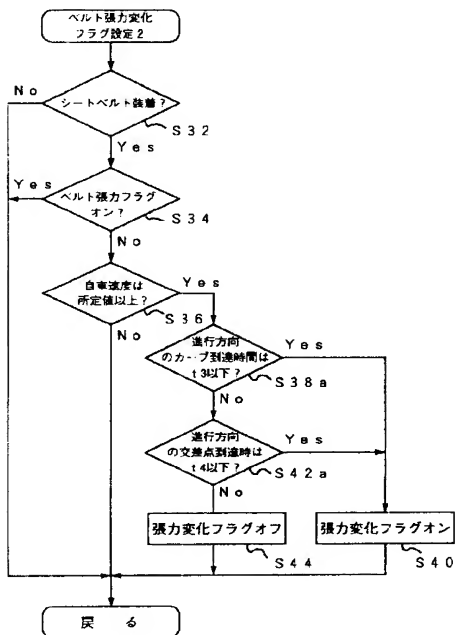 ベルト張力変化
フラグ設定2
No
シートベルト装着?
S32
Yes
Yes
ベルト張力フラグ
オン?
S34
No
自車速度は
所定値以上?
Yes
S36
No
進行方向
のカーブ到達時間は
t3以下?
Yes
S38a
No
進行方向
の交差点到達時は
t4以下?
Yes
S42a
No
張力変化フラグオフ
張力変化フラグオン
S44
S40
戻る